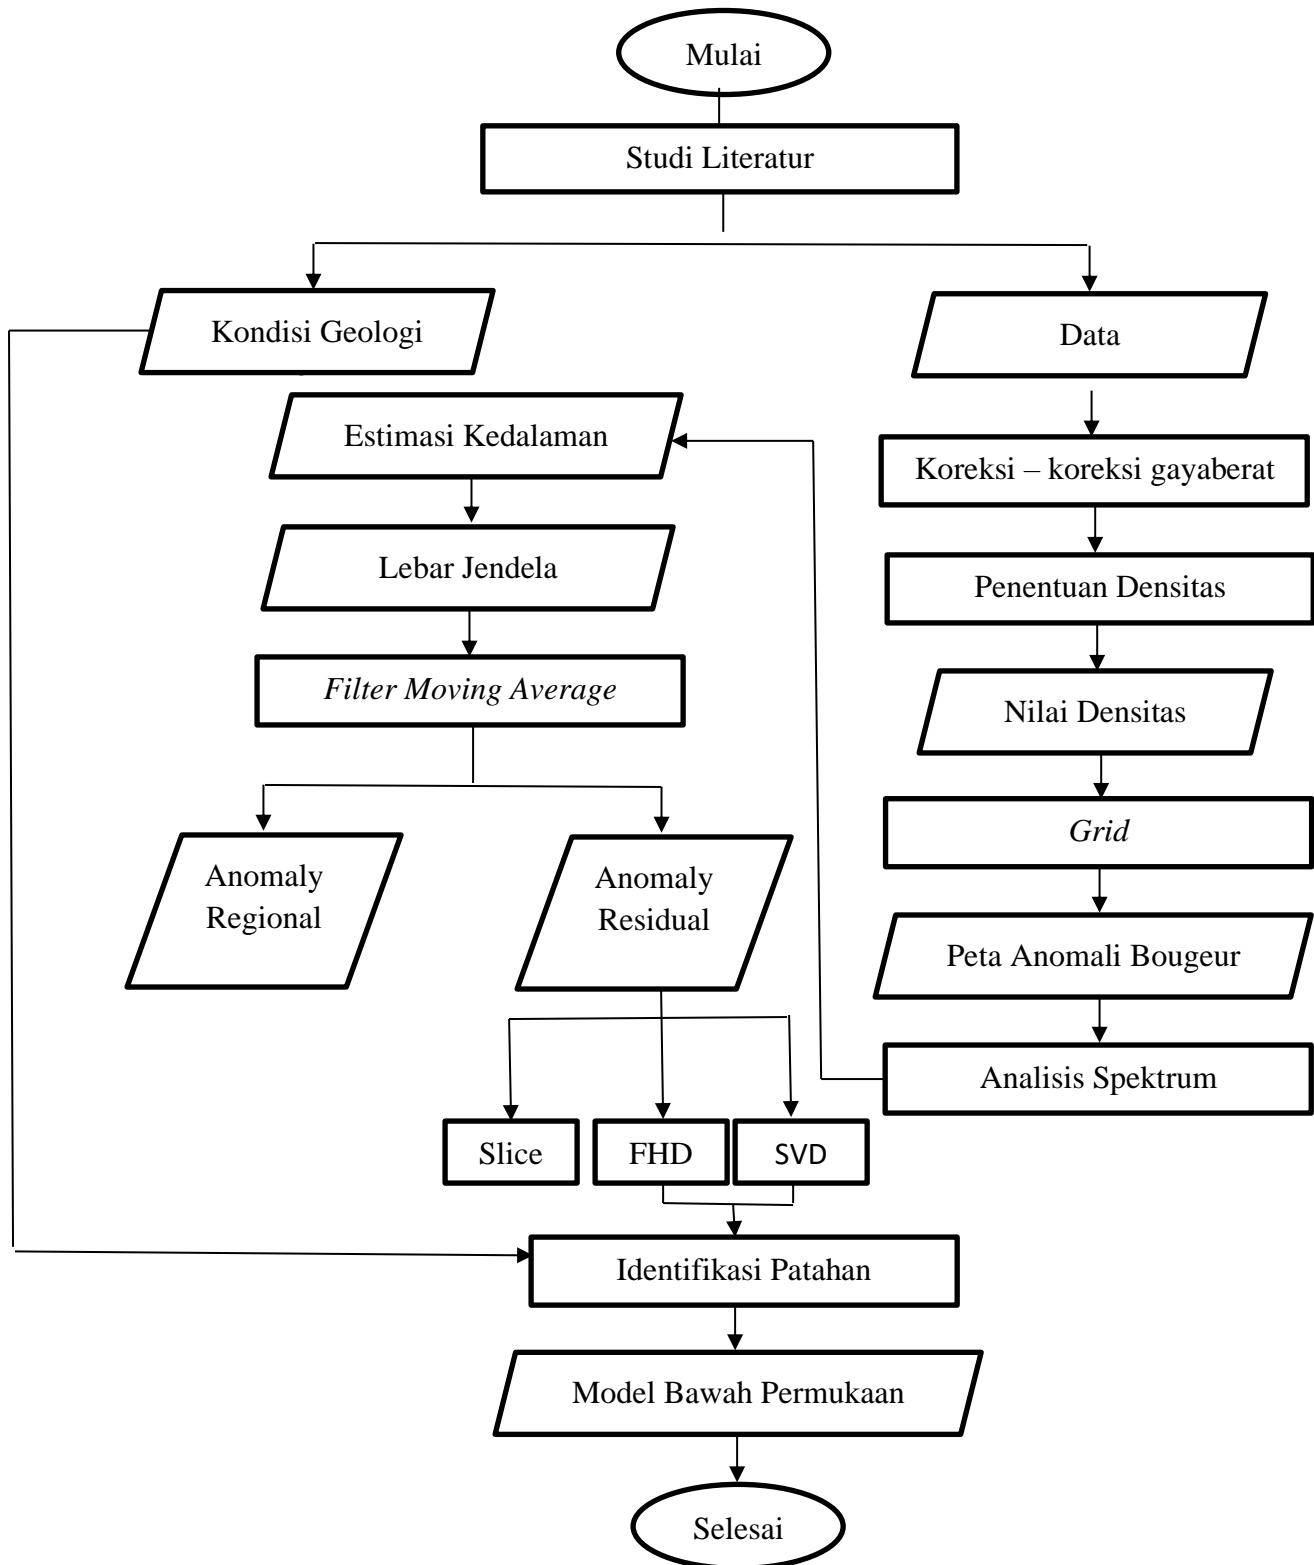 Mulai
Studi Literatur
Kondisi Geologi
Data
Estimasi Kedalaman
Koreksi – koreksi gayaberat
Lebar Jendela
Penentuan Densitas
Filter Moving Average
Nilai Densitas
Grid
Anomaly
Regional
Anomaly
Residual
Peta Anomali Bougeur
Analisis Spektrum
Slice
FHD
SVD
Identifikasi Patahan
Model Bawah Permukaan
Selesai